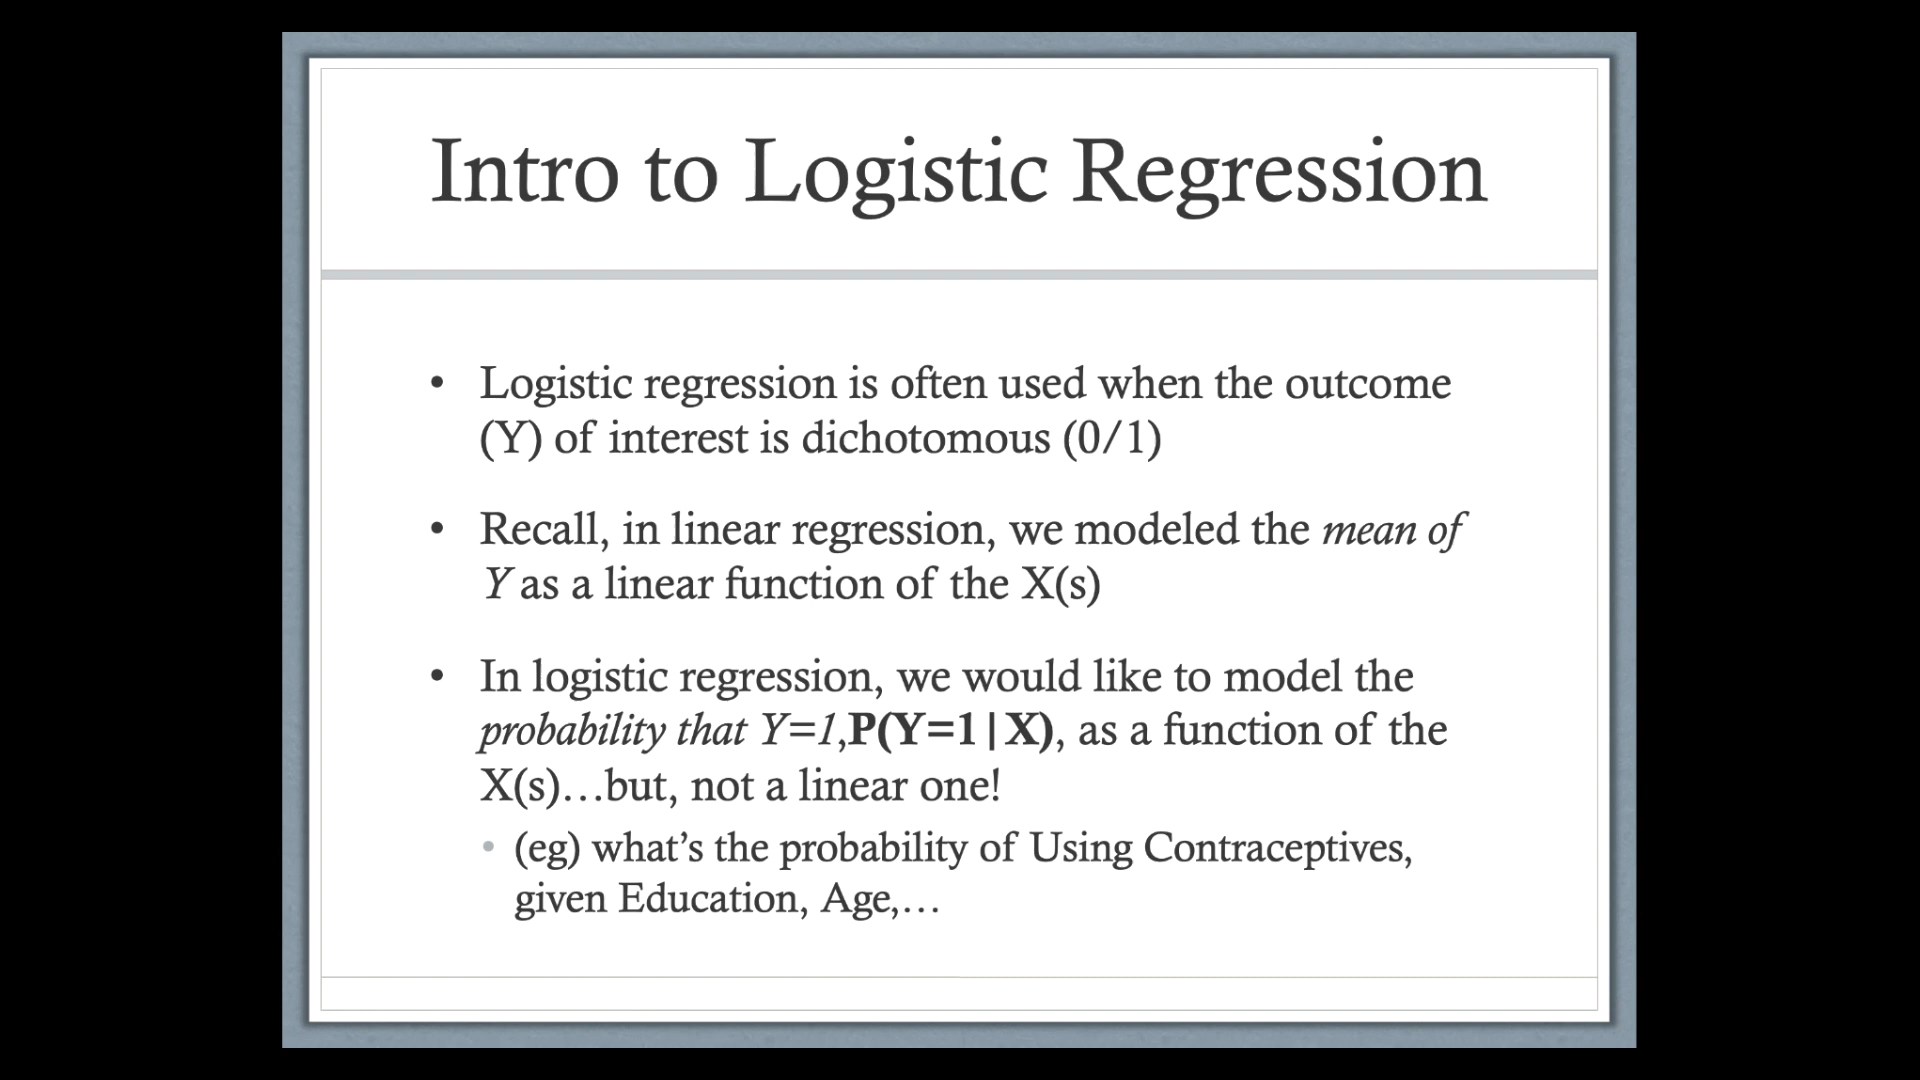 Intro to Logistic Regression
• Logistic regression is often used when the outcome
(Y) of interest is dichotomous (0/1)
• Recall, in linear regression, we modeled the mean of
Y as a linear function of the X(s)
• In logistic regression, we would like to model the
probability that Y=1,P(Y=1|X), as a function of the
X(s)…but, not a linear one!
• (eg) what’s the probability of Using Contraceptives,
given Education, Age,…